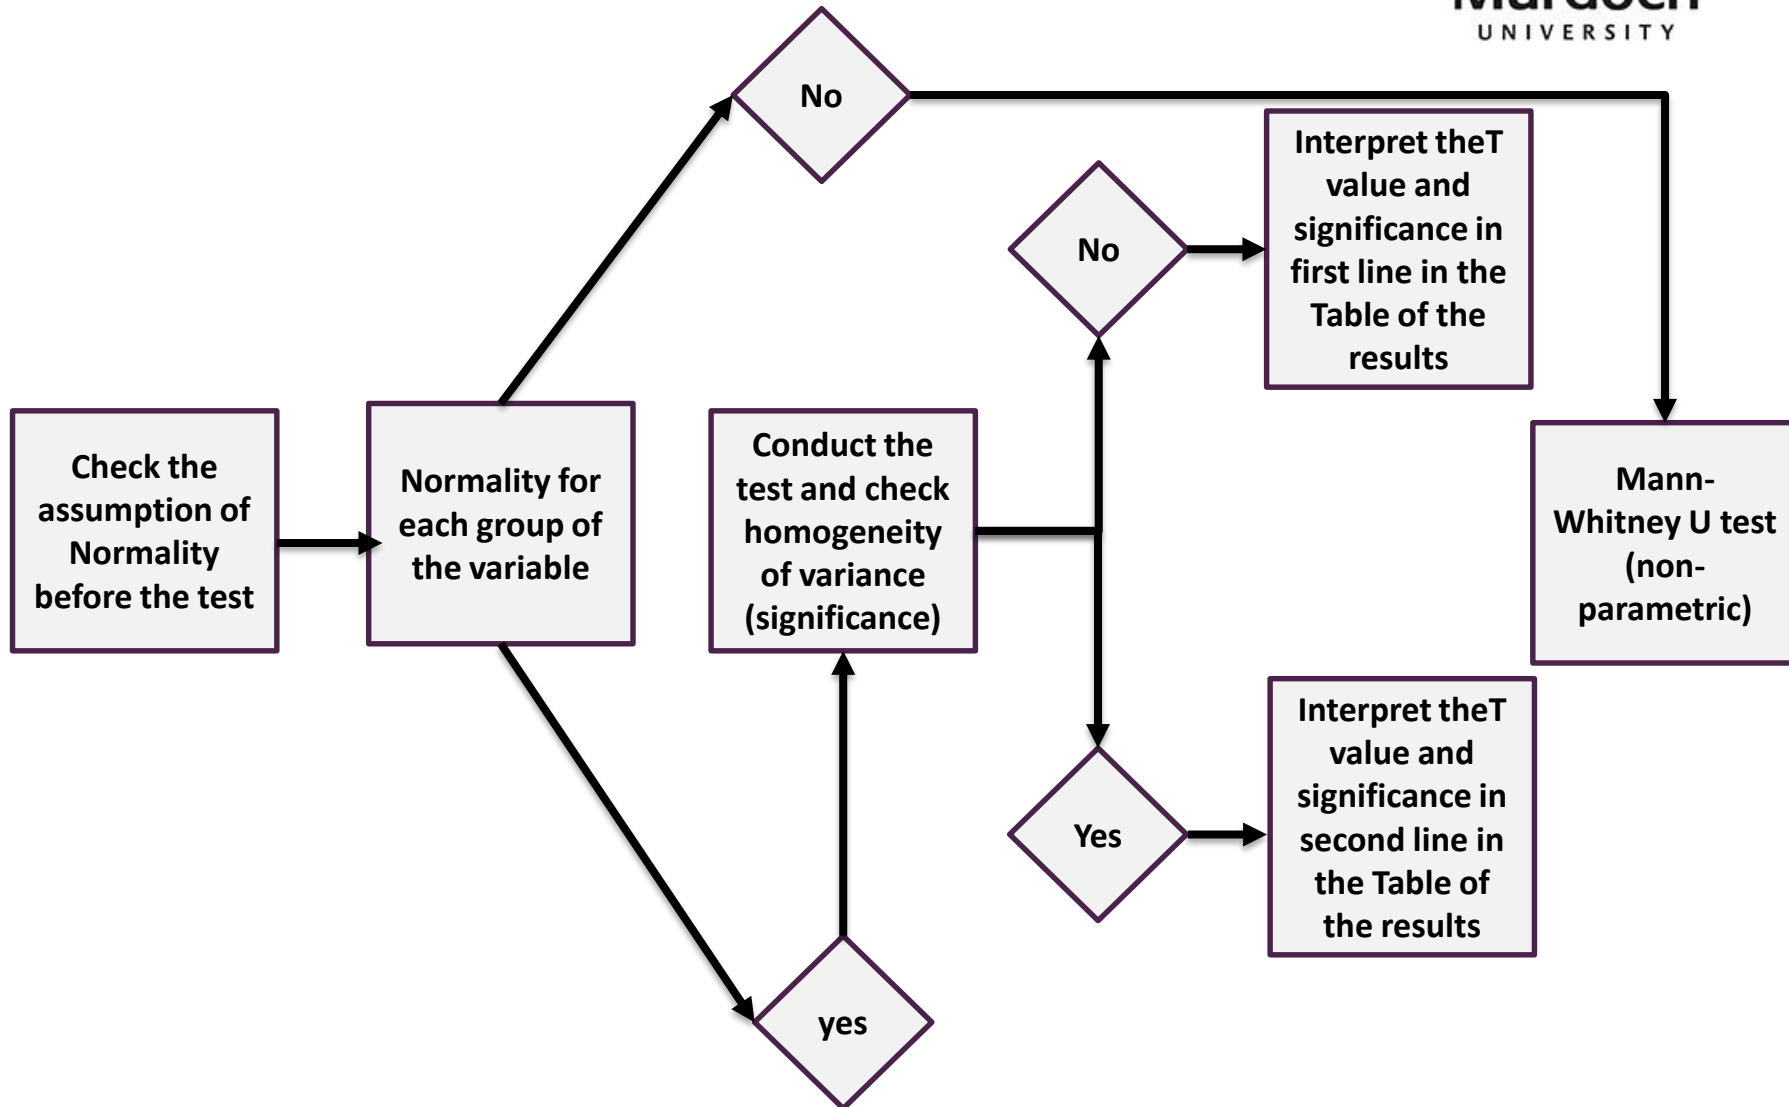 UNIVERSITY
No
No
Interpret theT
value and
significance in
first line in the
Table of the
results
Check the
assumption of
Normality
before the test
Normality for
each group of
the variable
Conduct the
test and check
homogeneity
of variance
(significance)
Mann-
Whitney U test
(non-
parametric)
Yes
Interpret theT
value and
significance in
second line in
the Table of
the results
yes